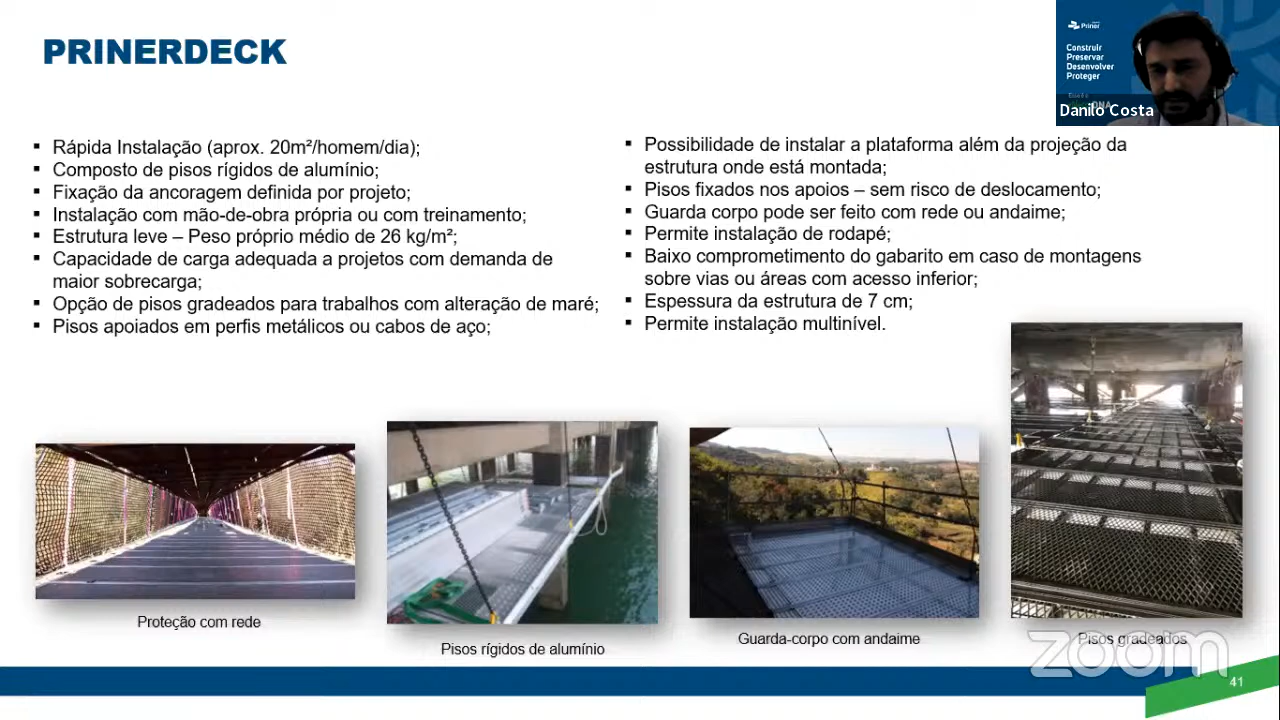 PRINERDECK
Priner
Construir
Preservar
Desenvolver
Proteger
Danilo Costa
▪ Rápida Instalação (aprox. 20m²/homem/dia);
▪ Composto de pisos rígidos de alumínio;
▪ Fixação da ancoragem definida por projeto;
▪ Instalação com mão-de-obra própria ou com treinamento;
▪ Estrutura leve – Peso próprio médio de 26 kg/m²;
▪ Capacidade de carga adequada a projetos com demanda de
maior sobrecarga;
▪ Opção de pisos gradeados para trabalhos com alteração de maré;
▪ Pisos apoiados em perfis metálicos ou cabos de aço;
▪ Possibilidade de instalar a plataforma além da projeção da
estrutura onde está montada;
▪ Pisos fixados nos apoios – sem risco de deslocamento;
▪ Guarda corpo pode ser feito com rede ou andaime;
▪ Permite instalação de rodapé;
▪ Baixo comprometimento do gabarito em caso de montagens
sobre vias ou áreas com acesso inferior;
▪ Espessura da estrutura de 7 cm;
▪ Permite instalação multinível.
Proteção com rede
Pisos rígidos de alumínio
Guarda-corpo com andaime
Pisos gradeados
zoom
41